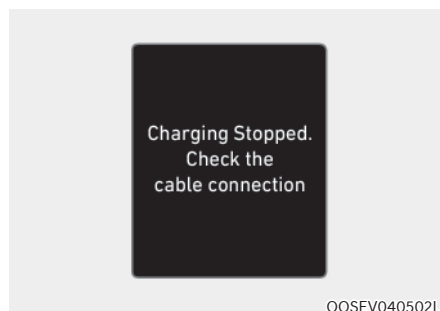 Charging Stopped.
Check the
cable connection
OOSEV040502L